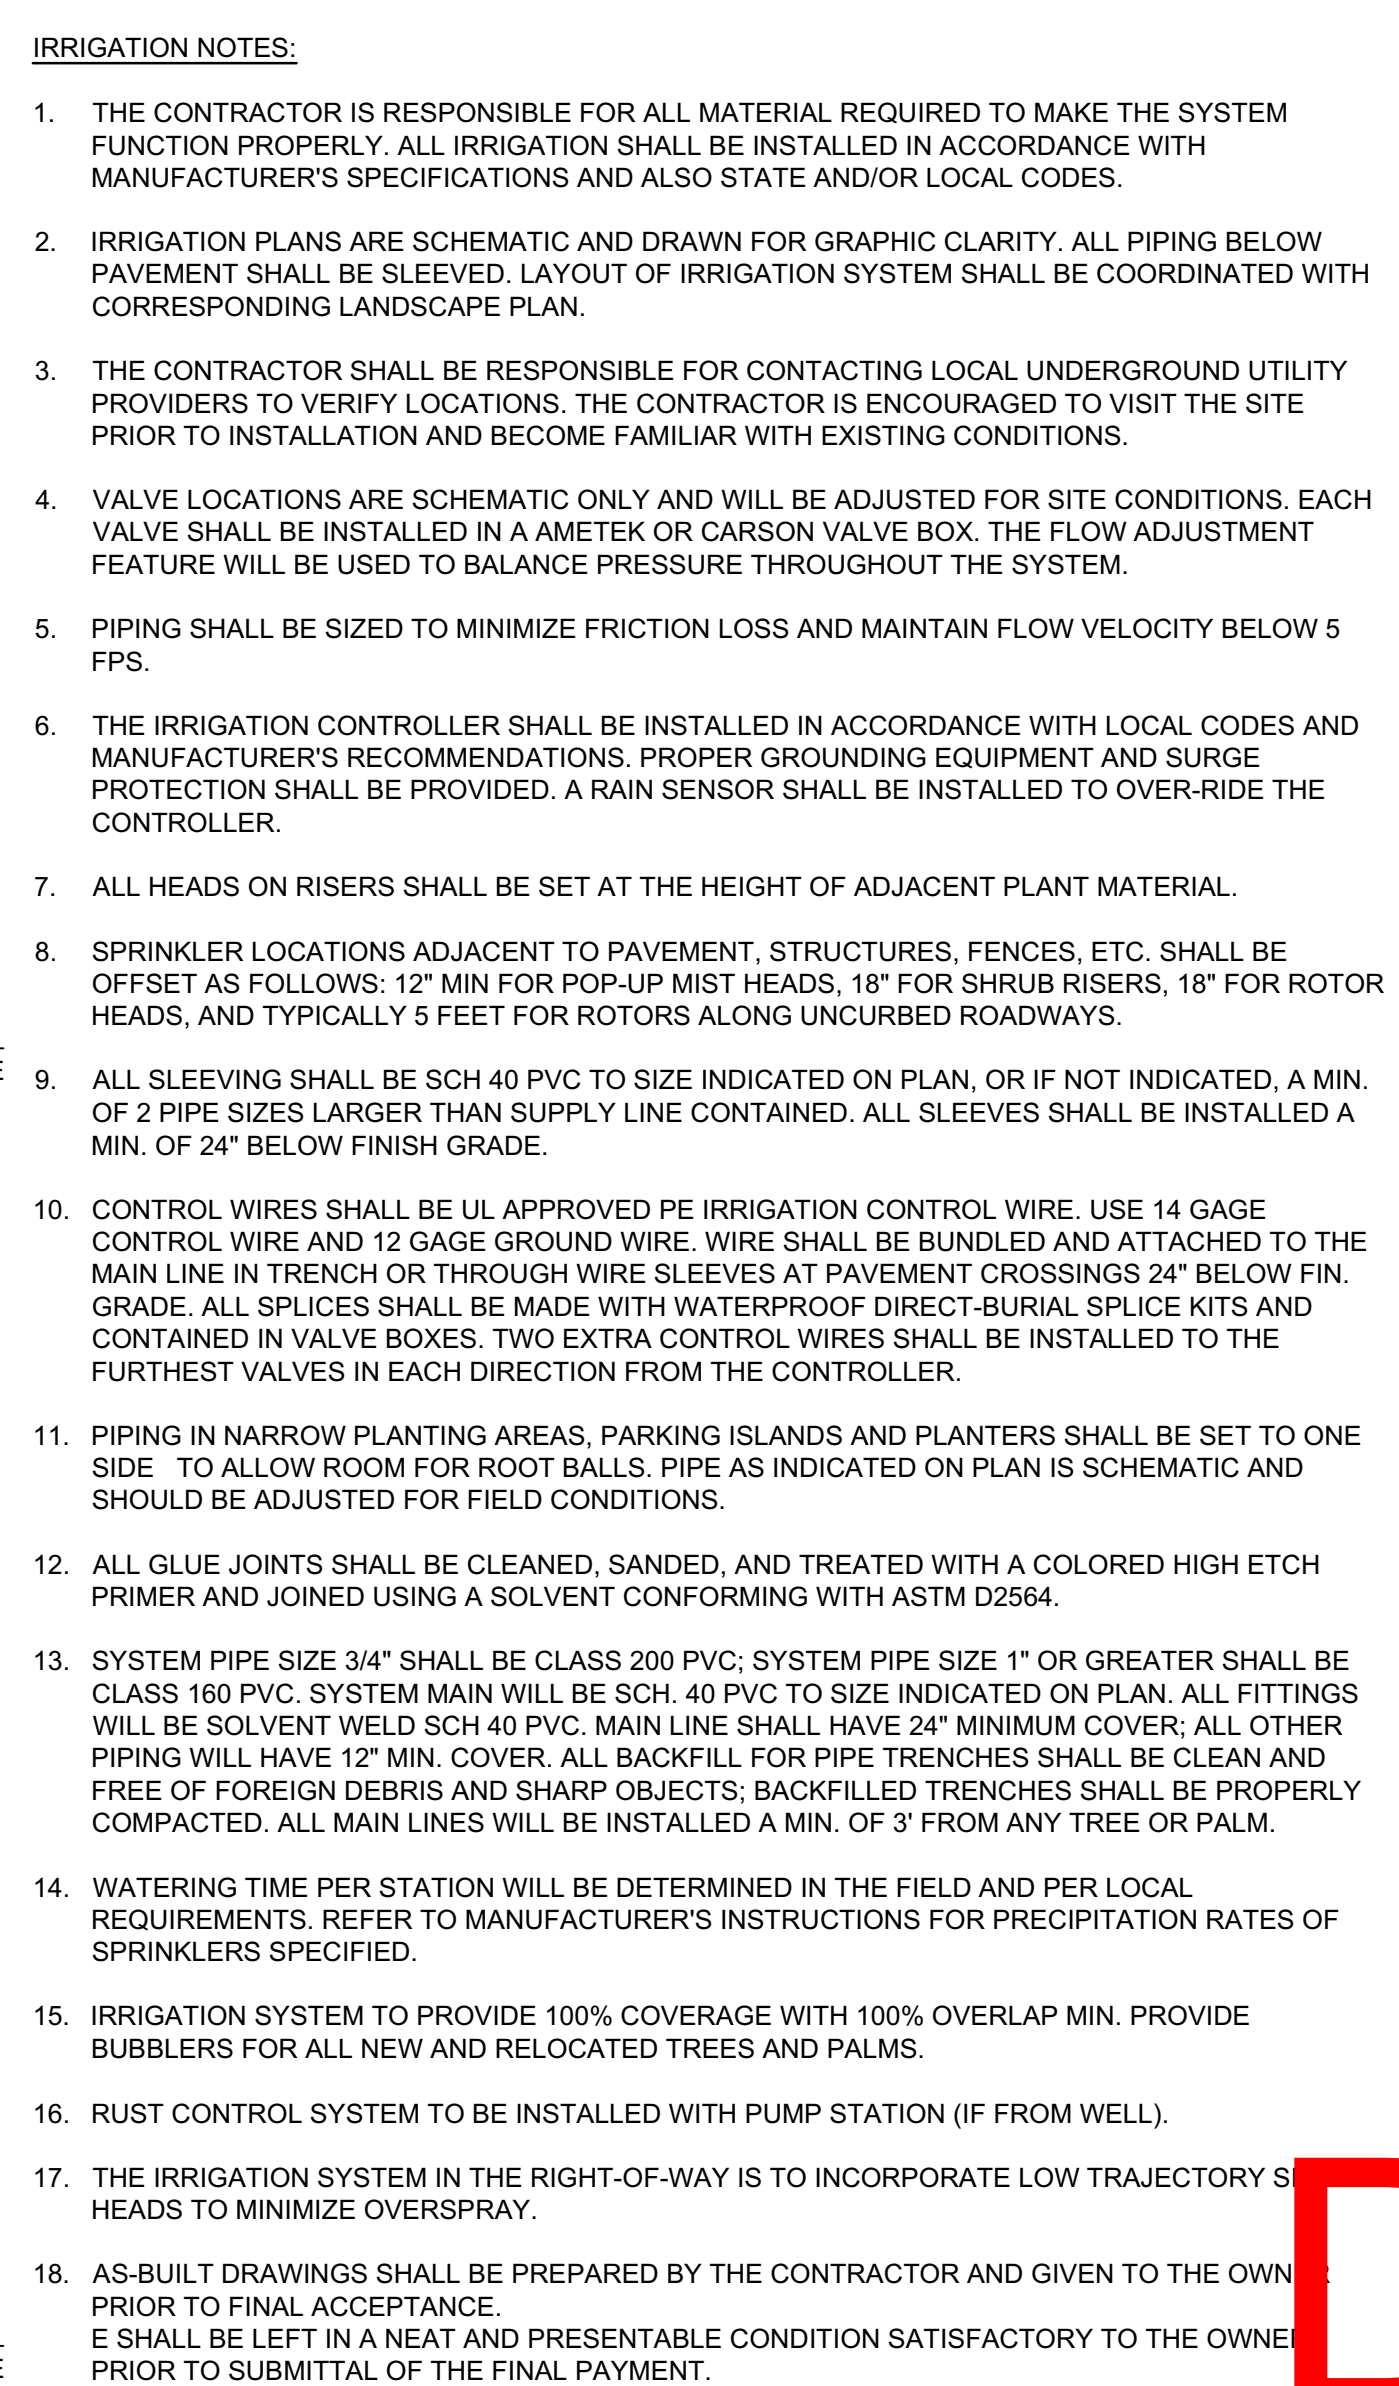 IRRIGATION NOTES:
1. THE CONTRACTOR IS RESPONSIBLE FOR ALL MATERIAL REQUIRED TO MAKE THE SYSTEM
FUNCTION PROPERLY. ALL IRRIGATION SHALL BE INSTALLED IN ACCORDANCE WITH
MANUFACTURER'S SPECIFICATIONS AND ALSO STATE AND/OR LOCAL CODES.
2. IRRIGATION PLANS ARE SCHEMATIC AND DRAWN FOR GRAPHIC CLARITY. ALL PIPING BELOW
PAVEMENT SHALL BE SLEEVED. LAYOUT OF IRRIGATION SYSTEM SHALL BE COORDINATED WITH
CORRESPONDING LANDSCAPE PLAN.
3. THE CONTRACTOR SHALL BE RESPONSIBLE FOR CONTACTING LOCAL UNDERGROUND UTILITY
PROVIDERS TO VERIFY LOCATIONS. THE CONTRACTOR IS ENCOURAGED TO VISIT THE SITE
PRIOR TO INSTALLATION AND BECOME FAMILIAR WITH EXISTING CONDITIONS.
4. VALVE LOCATIONS ARE SCHEMATIC ONLY AND WILL BE ADJUSTED FOR SITE CONDITIONS. EACH
VALVE SHALL BE INSTALLED IN A AMETEK OR CARSON VALVE BOX. THE FLOW ADJUSTMENT
FEATURE WILL BE USED TO BALANCE PRESSURE THROUGHOUT THE SYSTEM.
5. PIPING SHALL BE SIZED TO MINIMIZE FRICTION LOSS AND MAINTAIN FLOW VELOCITY BELOW 5
FPS.
6. THE IRRIGATION CONTROLLER SHALL BE INSTALLED IN ACCORDANCE WITH LOCAL CODES AND
MANUFACTURER'S RECOMMENDATIONS. PROPER GROUNDING EQUIPMENT AND SURGE
PROTECTION SHALL BE PROVIDED. A RAIN SENSOR SHALL BE INSTALLED TO OVER-RIDE THE
CONTROLLER.
7. ALL HEADS ON RISERS SHALL BE SET AT THE HEIGHT OF ADJACENT PLANT MATERIAL.
8. SPRINKLER LOCATIONS ADJACENT TO PAVEMENT, STRUCTURES, FENCES, ETC. SHALL BE
OFFSET AS FOLLOWS: 12" MIN FOR POP-UP MIST HEADS, 18" FOR SHRUB RISERS, 18" FOR ROTOR
HEADS, AND TYPICALLY 5 FEET FOR ROTORS ALONG UNCURBED ROADWAYS.
9. ALL SLEEVING SHALL BE SCH 40 PVC TO SIZE INDICATED ON PLAN, OR IF NOT INDICATED, A MIN.
OF 2 PIPE SIZES LARGER THAN SUPPLY LINE CONTAINED. ALL SLEEVES SHALL BE INSTALLED A
MIN. OF 24" BELOW FINISH GRADE.
10. CONTROL WIRES SHALL BE UL APPROVED PE IRRIGATION CONTROL WIRE. USE 14 GAGE
CONTROL WIRE AND 12 GAGE GROUND WIRE. WIRE SHALL BE BUNDLED AND ATTACHED TO THE
MAIN LINE IN TRENCH OR THROUGH WIRE SLEEVES AT PAVEMENT CROSSINGS 24" BELOW FIN.
GRADE. ALL SPLICES SHALL BE MADE WITH WATERPROOF DIRECT-BURIAL SPLICE KITS AND
CONTAINED IN VALVE BOXES. TWO EXTRA CONTROL WIRES SHALL BE INSTALLED TO THE
FURTHEST VALVES IN EACH DIRECTION FROM THE CONTROLLER.
11. PIPING IN NARROW PLANTING AREAS, PARKING ISLANDS AND PLANTERS SHALL BE SET TO ONE
SIDE TO ALLOW ROOM FOR ROOT BALLS. PIPE AS INDICATED ON PLAN IS SCHEMATIC AND
SHOULD BE ADJUSTED FOR FIELD CONDITIONS.
12. ALL GLUE JOINTS SHALL BE CLEANED, SANDED, AND TREATED WITH A COLORED HIGH ETCH
PRIMER AND JOINED USING A SOLVENT CONFORMING WITH ASTM D2564.
13. SYSTEM PIPE SIZE 3/4" SHALL BE CLASS 200 PVC; SYSTEM PIPE SIZE 1" OR GREATER SHALL BE
CLASS 160 PVC. SYSTEM MAIN WILL BE SCH. 40 PVC TO SIZE INDICATED ON PLAN. ALL FITTINGS
WILL BE SOLVENT WELD SCH 40 PVC. MAIN LINE SHALL HAVE 24" MINIMUM COVER; ALL OTHER
PIPING WILL HAVE 12" MIN. COVER. ALL BACKFILL FOR PIPE TRENCHES SHALL BE CLEAN AND
FREE OF FOREIGN DEBRIS AND SHARP OBJECTS; BACKFILLED TRENCHES SHALL BE PROPERLY
COMPACTED. ALL MAIN LINES WILL BE INSTALLED A MIN. OF 3' FROM ANY TREE OR PALM.
14. WATERING TIME PER STATION WILL BE DETERMINED IN THE FIELD AND PER LOCAL
REQUIREMENTS. REFER TO MANUFACTURER'S INSTRUCTIONS FOR PRECIPITATION RATES OF
SPRINKLERS SPECIFIED.
15. IRRIGATION SYSTEM TO PROVIDE 100% COVERAGE WITH 100% OVERLAP MIN. PROVIDE
BUBBLERS FOR ALL NEW AND RELOCATED TREES AND PALMS.
16. RUST CONTROL SYSTEM TO BE INSTALLED WITH PUMP STATION (IF FROM WELL).
17. THE IRRIGATION SYSTEM IN THE RIGHT-OF-WAY IS TO INCORPORATE LOW TRAJECTORY
HEADS TO MINIMIZE OVERSPRAY.
18. AS-BUILT DRAWINGS SHALL BE PREPARED BY THE CONTRACTOR AND GIVEN TO THE OWNER
PRIOR TO FINAL ACCEPTANCE.
E SHALL BE LEFT IN A NEAT AND PRESENTABLE CONDITION SATISFACTORY TO THE OWNER
PRIOR TO SUBMITTAL OF THE FINAL PAYMENT.